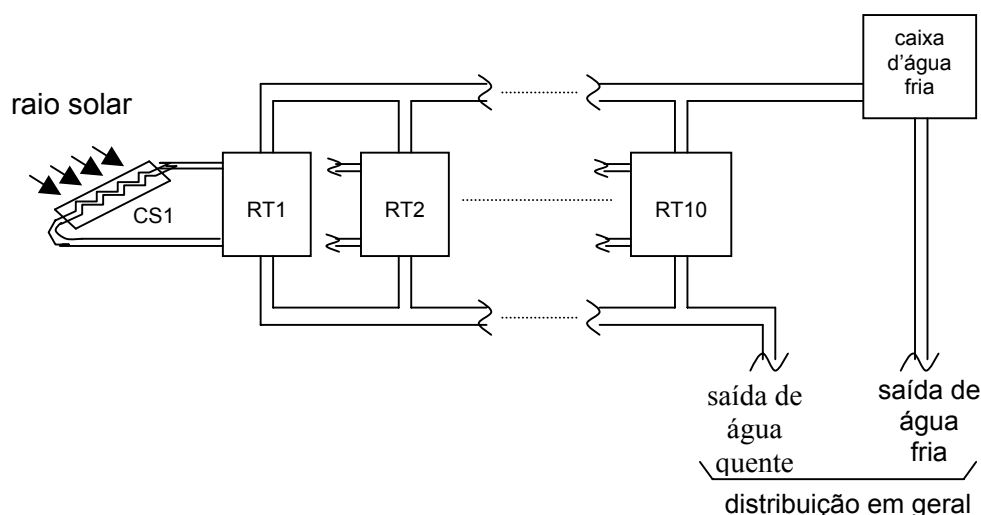 caixa
d'água
fria
raio solar
CS1
RT1
RT2
RT10
saída de
água
quente
saída de
água
fria
distribuição em geral